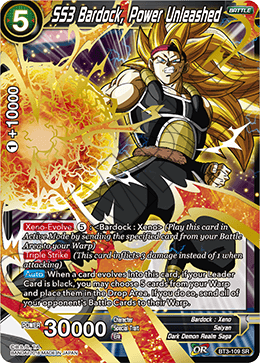 5
SS3 Bardock, Power Unleashed
BATTLE
1 +10000
Xeno-Evolve 5 : <Bardock : Xeno> (Play this card in
Active Mode by sending the specified card from your Battle
Area to your Warp)
Triple Strike (This card inflicts 3 damage instead of 1 when
attacking)
Auto When a card evolves into this card, if your Leader
Card is black, you may choose 5 cards from your Warp
and place them in the Drop Area. If you do so, send all of
your opponent's Battle Cards to their Warp.
POWER 30000
Character Bardock : Xeno
Special Trait Saiyan
Era Dark Demon Realm Saga
BT3-109 SR